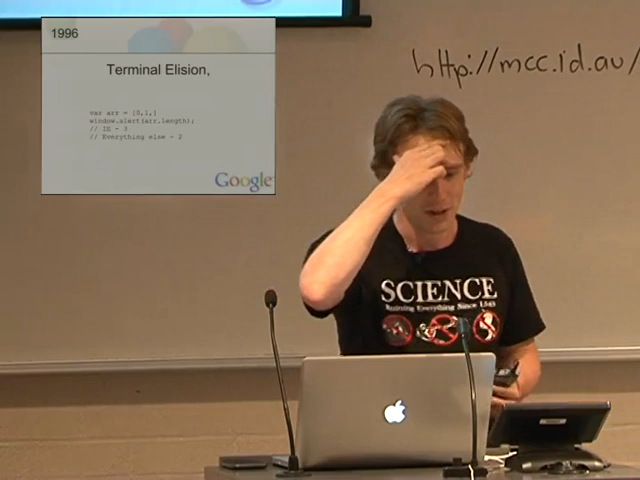 1996
Terminal Elision,
var arr = [0,1,]
window.alert(arr.length);
// IE - 3
// Everything else - 2
Google
http://mcc.id.au/
SCIENCE
Ruining Everything Since 1543